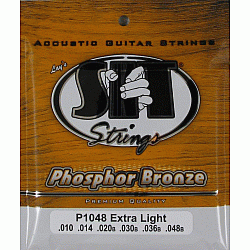 Acoustic Guitar Strings
SIT
Strings
Phosphor Bronze
PREMIUM QUALITY
P1048 Extra Light
.010 .014 .020B .030B .036B .048B